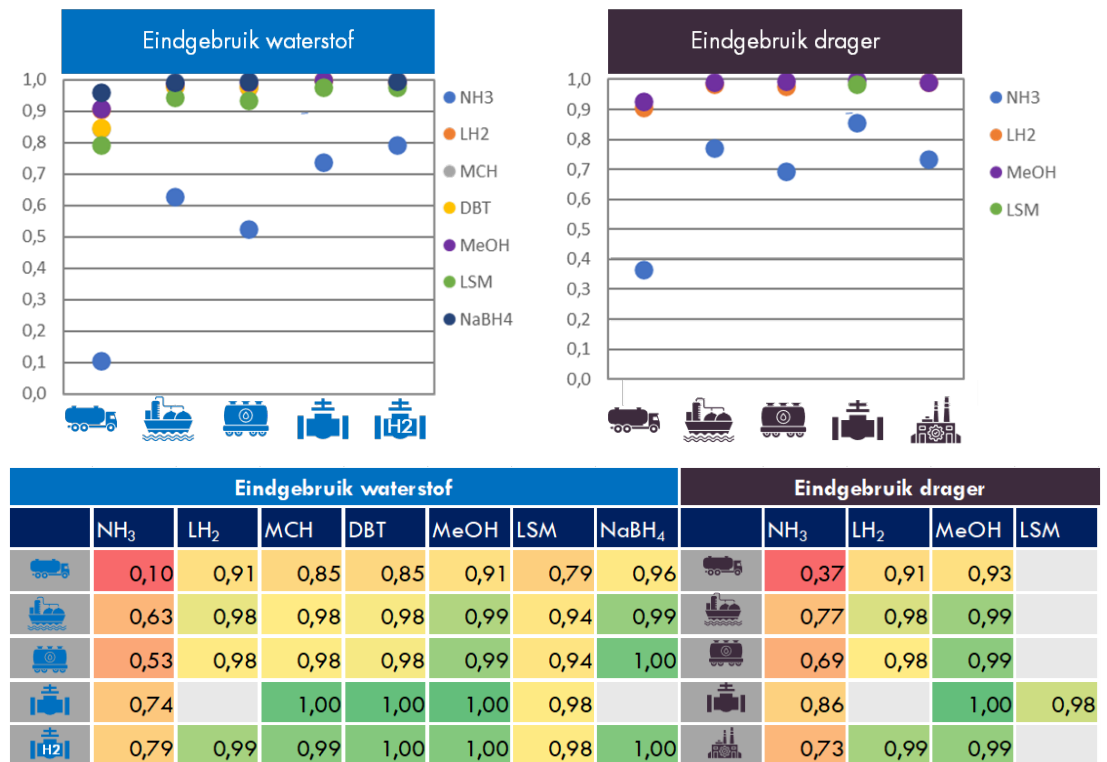 Eindgebruik waterstof
1,0
0,9
0,8
0,7
0,6
0,5
0,4
0,3
0,2
0,1
0,0
NH3
LH2
MCH
DBT
MeOH
LSM
NaBH4
H2
Eindgebruik drager
1,0
0,9
0,8
0,7
0,6
0,5
0,4
0,3
0,2
0,1
0,0
NH3
LH2
MeOH
LSM
Eindgebruik waterstof Eindgebruik drager
NH₃ LH₂ MCH DBT MeOH LSM NaBH₄ NH₃ LH₂ MeOH LSM
0,10 0,91 0,85 0,85 0,91 0,79 0,96 0,37 0,91 0,93
0,63 0,98 0,98 0,98 0,99 0,94 0,99 0,77 0,98 0,99
0,53 0,98 0,98 0,98 0,99 0,94 1,00 0,69 0,98 0,99
0,74 1,00 1,00 1,00 0,98 0,86 1,00 0,98
H2 0,79 0,99 0,99 1,00 1,00 0,98 1,00 0,73 0,99 0,99